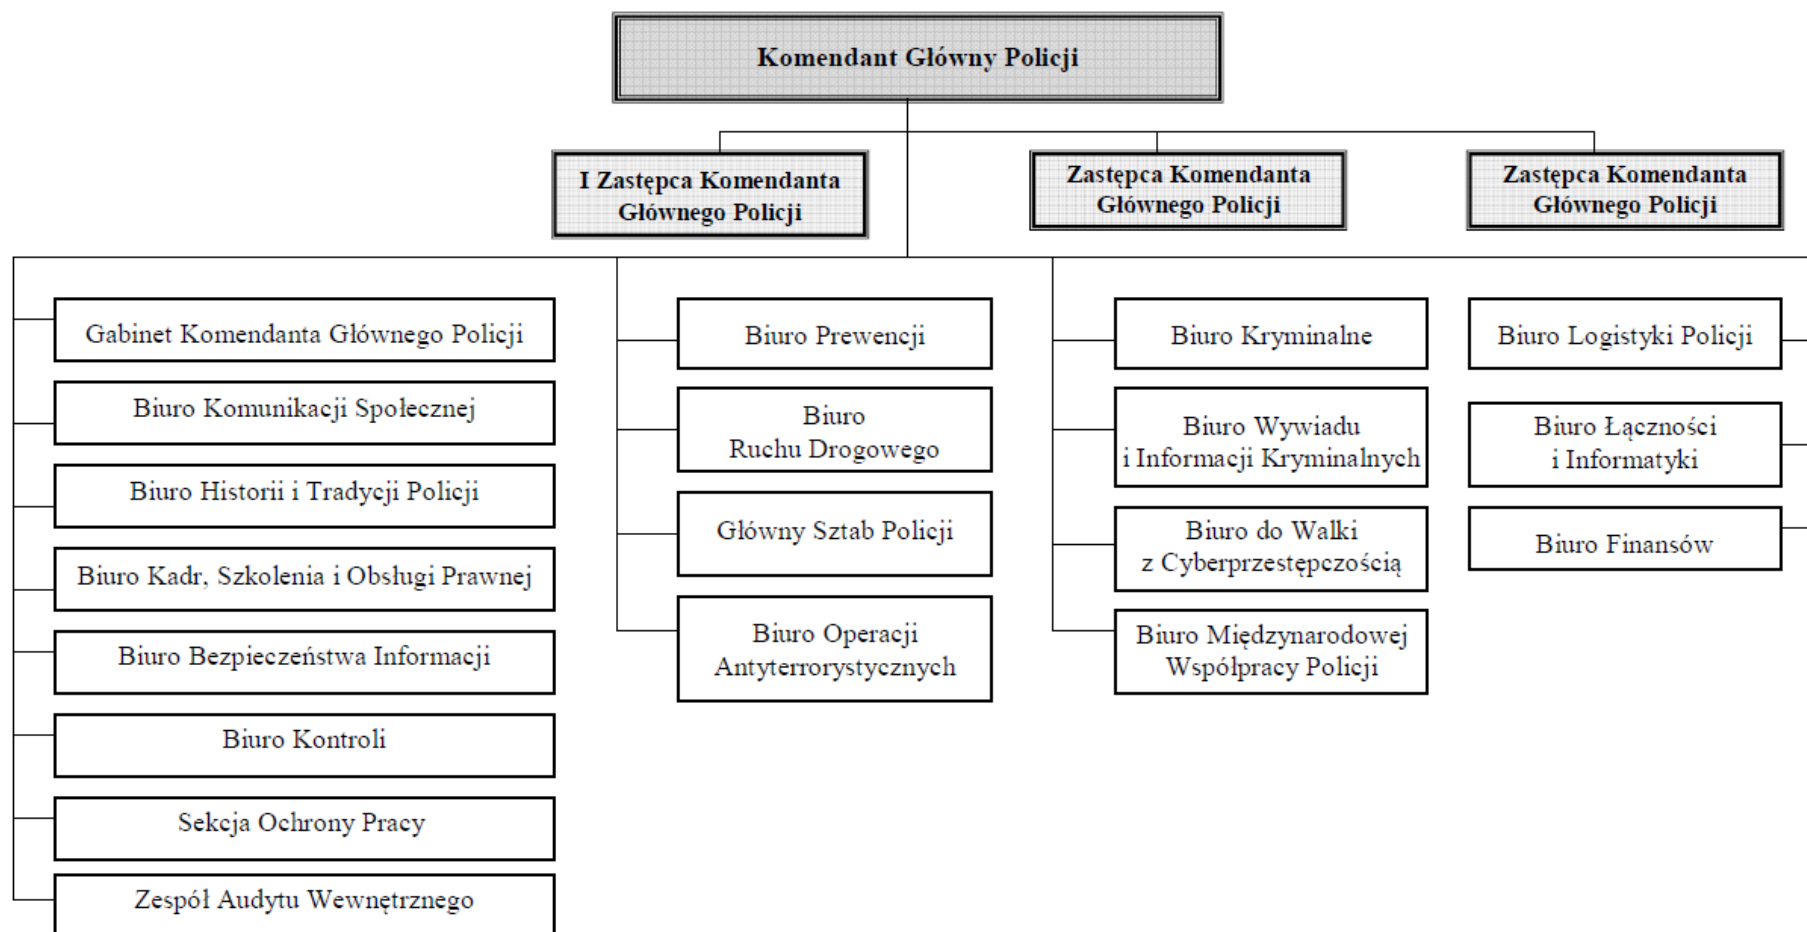 Komendant Główny Policji
I Zastępca Komendanta
Głównego Policji
Zastępca Komendanta
Głównego Policji
Zastępca Komendanta
Głównego Policji
Gabinet Komendanta Głównego Policji
Biuro Komunikacji Społecznej
Biuro Historii i Tradycji Policji
Biuro Kadr, Szkolenia i Obsługi Prawnej
Biuro Bezpieczeństwa Informacji
Biuro Kontroli
Sekcja Ochrony Pracy
Zespół Audytu Wewnętrznego
Biuro Prewencji
Biuro
Ruchu Drogowego
Główny Sztab Policji
Biuro Operacji
Antyterrorystycznych
Biuro Kryminalne
Biuro Wywiadu
i Informacji Kryminalnych
Biuro do Walki
z Cyberprzestępczością
Biuro Międzynarodowej
Współpracy Policji
Biuro Logistyki Policji
Biuro Łączności
i Informatyki
Biuro Finansów